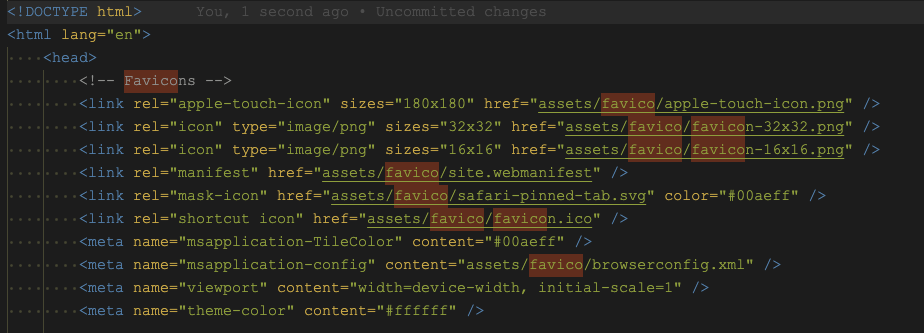 <!DOCTYPE html> You, 1 second ago • Uncommitted changes
<html lang="en">
<head>
<!-- Favicons -->
<link rel="apple-touch-icon" sizes="180x180" href="assets/favico/apple-touch-icon.png" />
<link rel="icon" type="image/png" sizes="32x32" href="assets/favico/favicon-32x32.png" />
<link rel="icon" type="image/png" sizes="16x16" href="assets/favico/favicon-16x16.png" />
<link rel="manifest" href="assets/favico/site.webmanifest" />
<link rel="mask-icon" href="assets/favico/safari-pinned-tab.svg" color="#00aeff" />
<link rel="shortcut icon" href="assets/favico/favicon.ico" />
<meta name="msapplication-TileColor" content="#00aeff" />
<meta name="msapplication-config" content="assets/favico/browserconfig.xml" />
<meta name="viewport" content="width=device-width, initial-scale=1" />
<meta name="theme-color" content="#ffffff" />